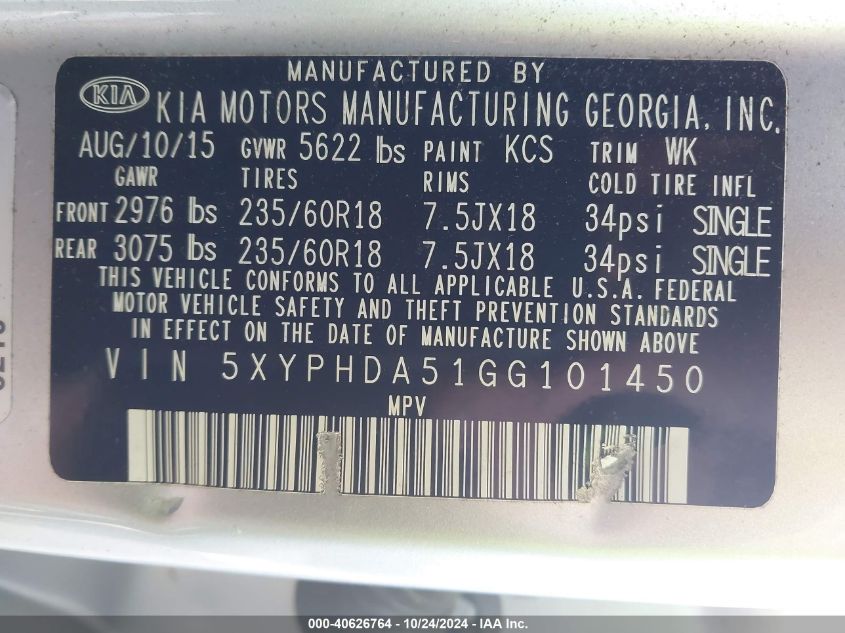 MANUFACTURED BY
KIA KIA MOTORS MANUFACTURING GEORGIA, INC.
AUG/10/15 GVWR 5622 lbs PAINT KCS TRIM WK
GAWR TIRES RIMS COLD TIRE INFL
FRONT 2976 lbs 235/60R18 7.5JX18 34psi SINGLE
REAR 3075 lbs 235/60R18 7.5JX18 34psi SINGLE
THIS VEHICLE CONFORMS TO ALL APPLICABLE U.S.A. FEDERAL
MOTOR VEHICLE SAFETY AND THEFT PREVENTION STANDARDS
IN EFFECT ON THE DATE OF MANUFACTURE SHOWN ABOVE
VIN 5XYPHDA51GG101450
MPV
000-40626764 - 10/24/2024 - IAA Inc.